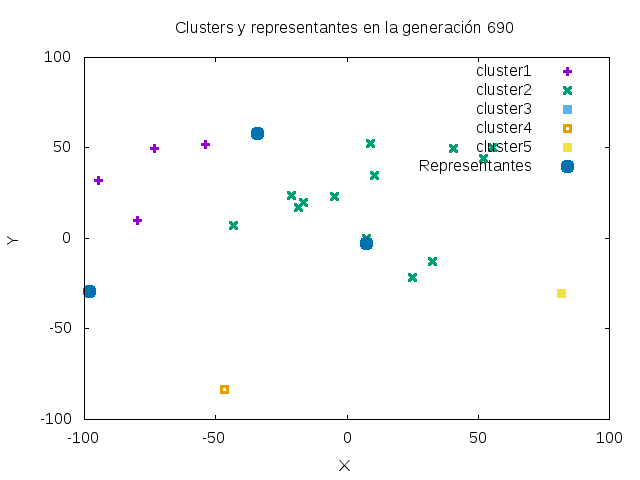 Clusters y representantes en la generación 690
100
50
0
-50
-100
-100
-50
0
50
100
X
Y
cluster1
cluster2
cluster3
cluster4
cluster5
Representantes